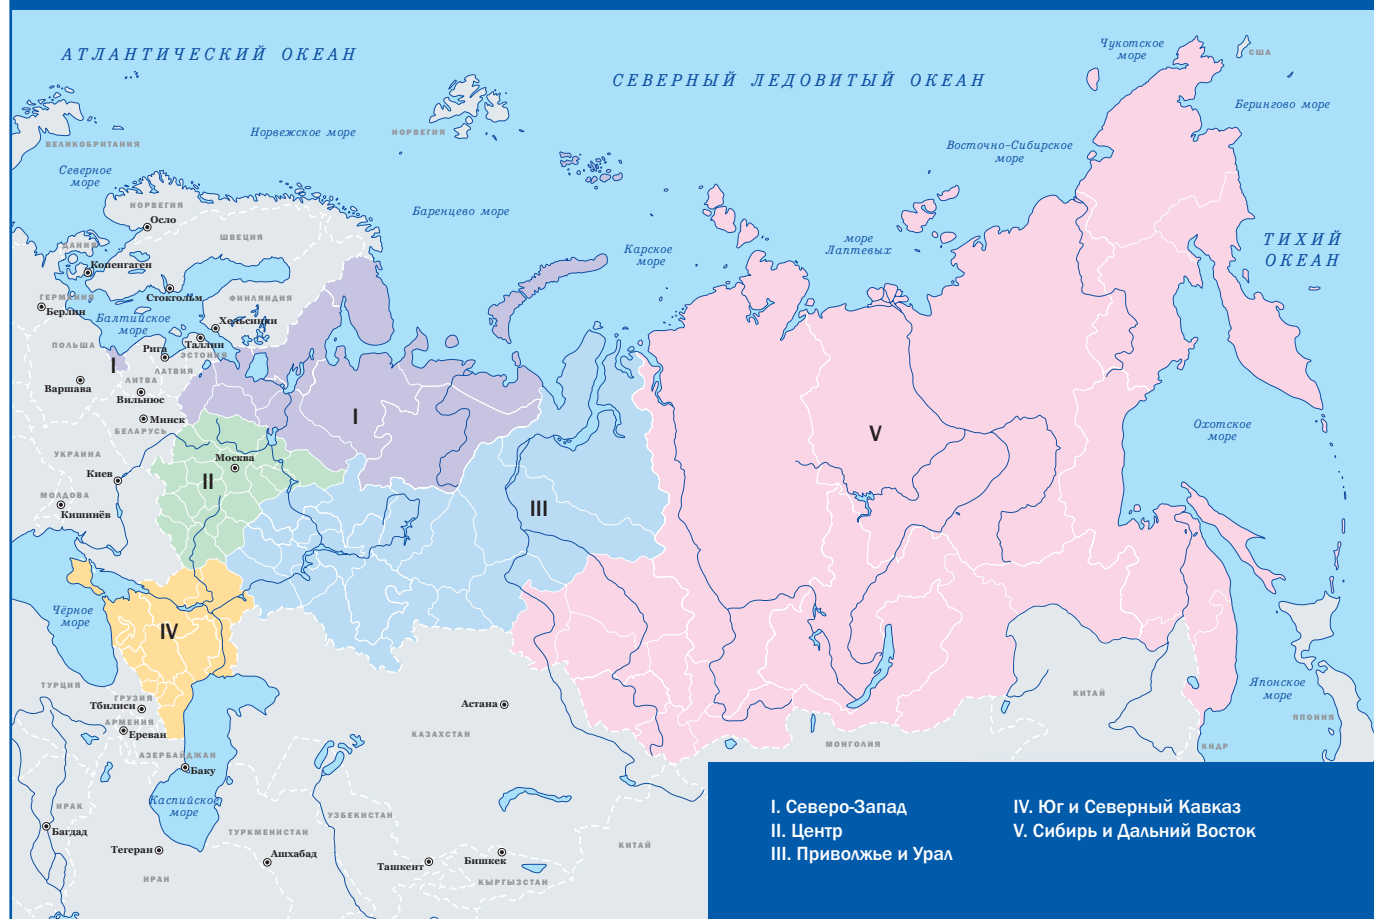 АТЛАНТИЧЕСКИЙ ОКЕАН
СЕВЕРНЫЙ ЛЕДОВИТЫЙ ОКЕАН
Чукотское
море
США
Берингово море
Норвежское море
НОРВЕГИЯ
ВЕЛИКОБРИТАНИЯ
Северное
море
Восточно-Сибирское
море
НОРВЕГИЯ
Осло
Баренцево море
ШВЕЦИЯ
ДАНИЯ
Карское
море
море
Лаптевых
ТИХИЙ
ОКЕАН
Копенгаген
Стокгольм
ФИНЛЯНДИЯ
ГЕРМАНИЯ
Берлин
Балтийское
море
Хельсинки
Таллин
ПОЛЬША
Рига
ЭСТОНИЯ
I
ЛАТВИЯ
ЛИТВА
Варшава
Вильнюс
Минск
БЕЛАРУСЬ
I
V
Охотское
море
УКРАИНА
Москва
Киев
II
МОЛДОВА
Кишинёв
III
Чёрное
море
IV
ТУРЦИЯ
ГРУЗИЯ
Тбилиси
АРМЕНИЯ
Ереван
Астана
КАЗАХСТАН
МОНГОЛИЯ
КИТАЙ
Японское
море
ЯПОНИЯ
КНДР
АЗЕРБАЙДЖАН
Баку
Каспийское
море
ИРАК
Багдад
УЗБЕКИСТАН
ТУРКМЕНИСТАН
Тегеран
Ашхабад
ИРАН
Ташкент
Бишкек
КЫРГЫЗСТАН
КИТАЙ
I. Северо-Запад
II. Центр
III. Приволжье и Урал
IV. Юг и Северный Кавказ
V. Сибирь и Дальний Восток